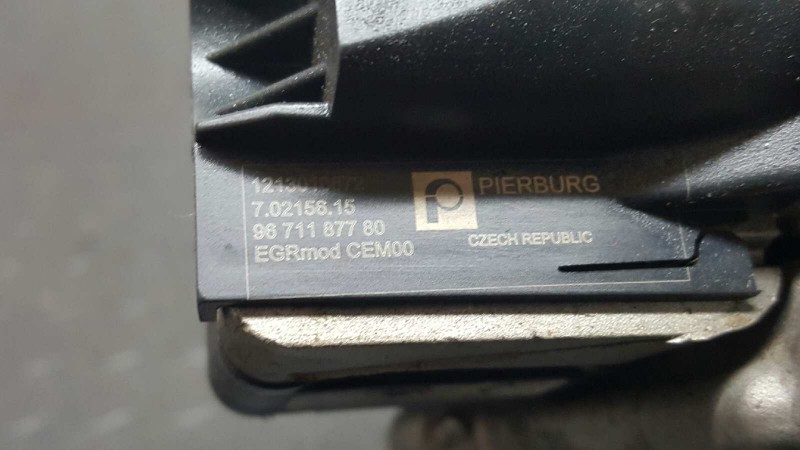 PIERBURG
7.02156.15
96 711 877 80
EGRmod CEM00
CZECH REPUBLIC